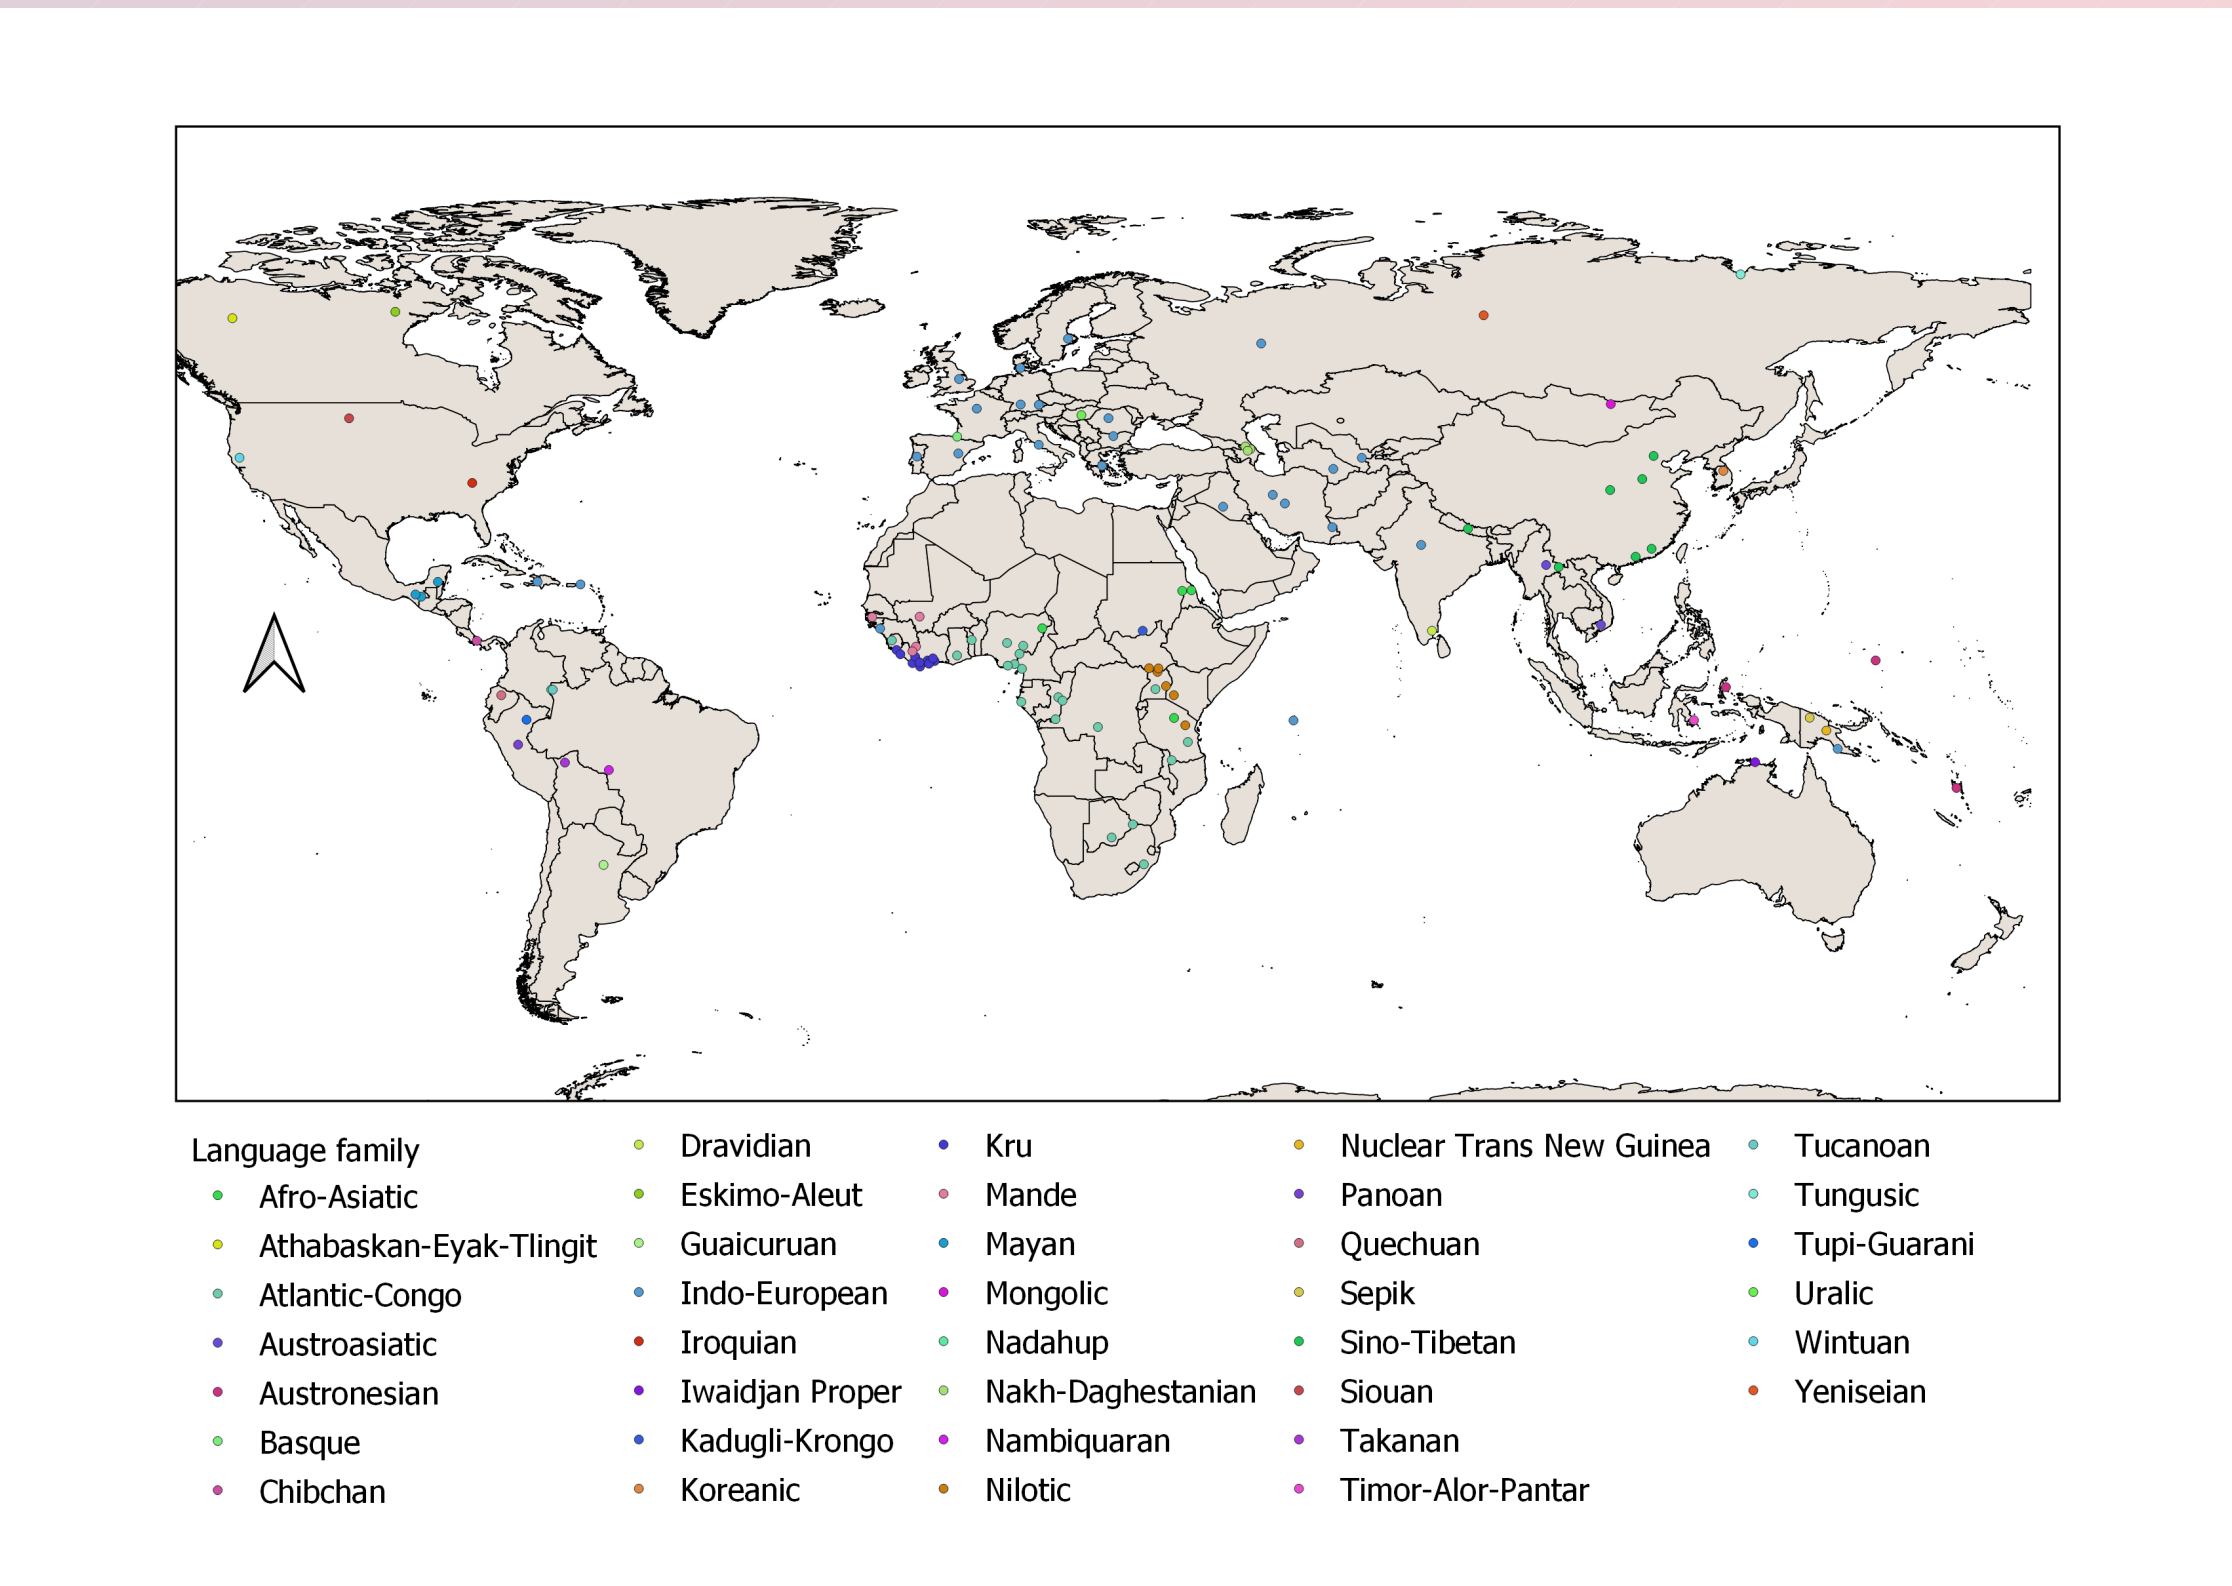 Language family
Afro-Asiatic
Athabaskan-Eyak-Tlingit
Atlantic-Congo
Austroasiatic
Austronesian
Basque
Chibchan
Dravidian
Eskimo-Aleut
Guaicuruan
Indo-European
Iroquian
Iwaidjan Proper
Kadugli-Krongo
Koreanic
Kru
Mande
Mayan
Mongolic
Nadahup
Nakh-Daghestanian
Nambiquaran
Nilotic
Nuclear Trans New Guinea
Panoan
Quechuan
Sepik
Sino-Tibetan
Siouan
Takanan
Timor-Alor-Pantar
Tucanoan
Tungusic
Tupi-Guarani
Uralic
Wintuan
Yeniseian